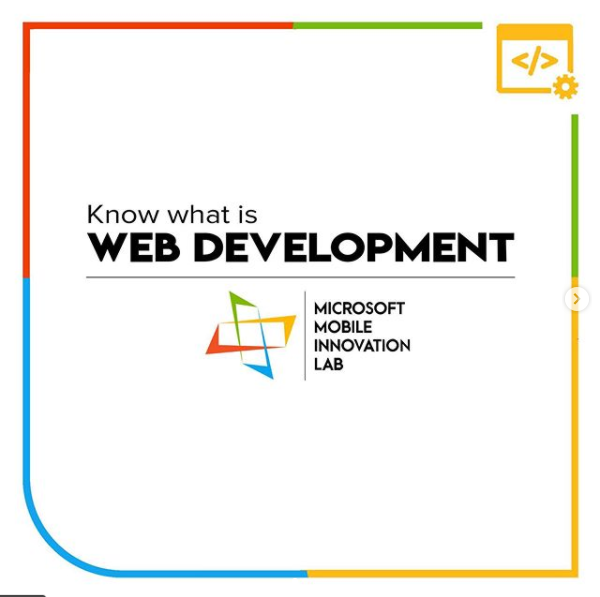 </>
Know what is
WEB DEVELOPMENT
MICROSOFT
MOBILE
INNOVATION
LAB